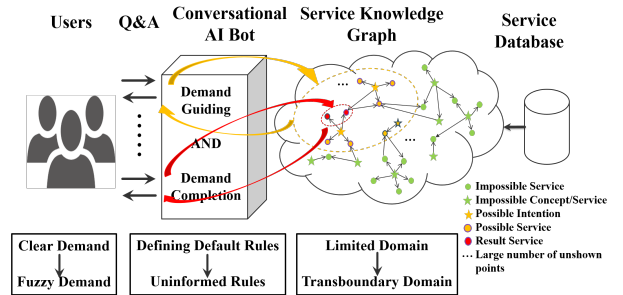 Users
Q&A
Conversational
AI Bot
Service Knowledge
Graph
Service
Database
Demand
Guiding
AND
Demand
Completion
...
...
Impossible Service
Impossible Concept/Service
Possible Intention
Possible Service
Result Service
... Large number of unshown
points
Clear Demand
Fuzzy Demand
Defining Default Rules
Uninformed Rules
Limited Domain
Transboundary Domain